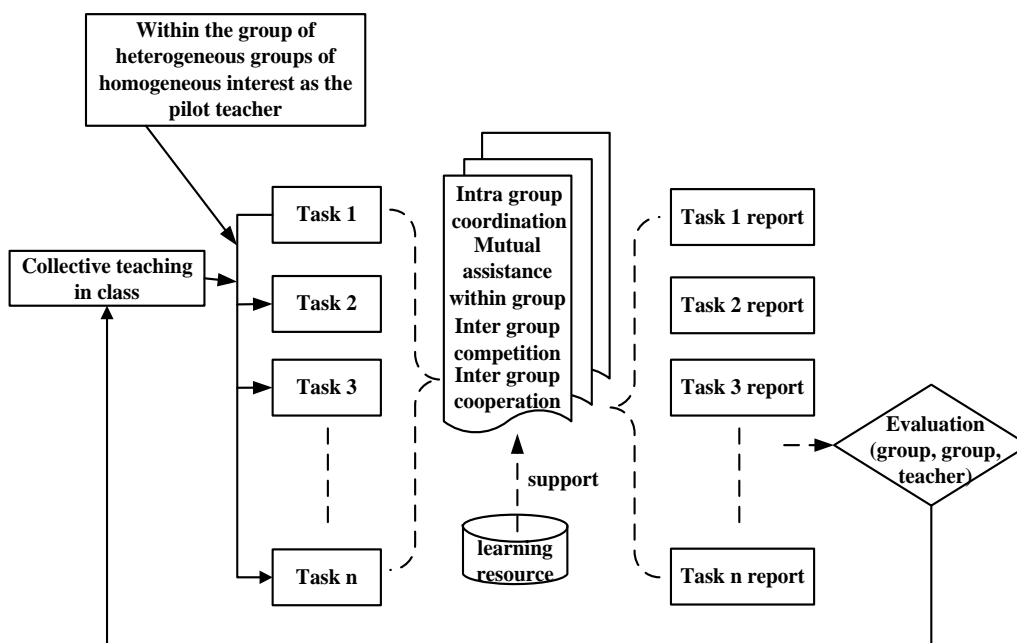 Within the group of
heterogeneous groups of
homogeneous interest as the
pilot teacher
Collective teaching
in class
Task 1
Task 2
Task 3
Task n
Intra group
coordination
Mutual
assistance
within group
Inter group
competition
Inter group
cooperation
support
learning
resource
Task 1 report
Task 2 report
Task 3 report
Task n report
Evaluation
(group, group,
teacher)